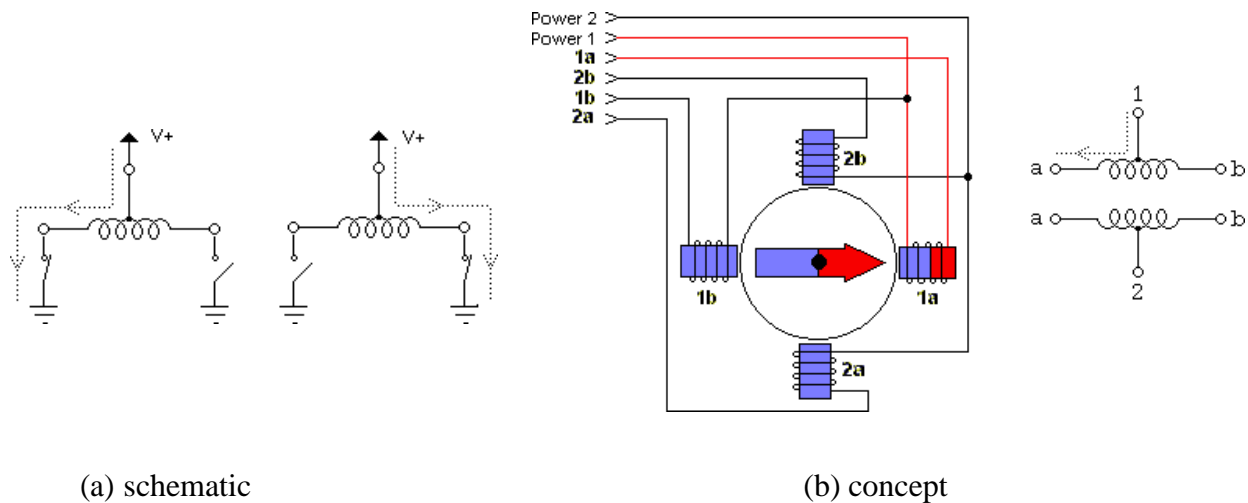 V+
V+
Power 2
Power 1
1a
2b
1b
2a
2b
1b
1a
2a
1
a
b
a
b
2
(a) schematic
(b) concept